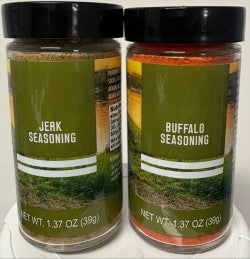 JERK
SEASONING
NET WT. 1.37 OZ (39g)
BUFFALO
SEASONING
NET WT. 1.37 OZ (39g)